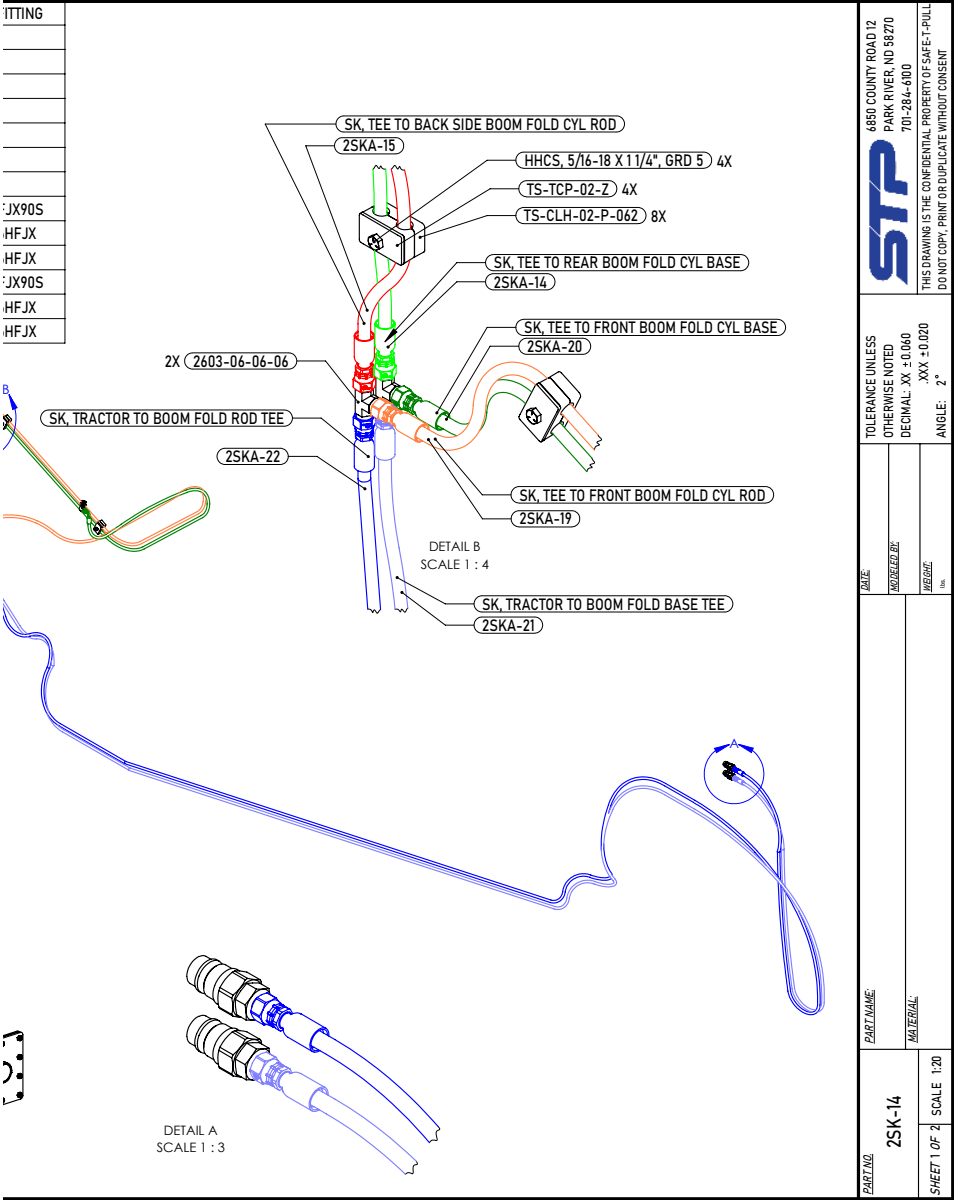 ITTING
FJX90S
HFJX
HFJX
FJX90S
HFJX
HFJX
SK, TEE TO BACK SIDE BOOM FOLD CYL ROD
2SKA-15
HHCS, 5/16-18 X 1 1/4", GRD 5 4X
TS-TCP-02-Z 4X
TS-CLH-02-P-062 8X
SK, TEE TO REAR BOOM FOLD CYL BASE
2SKA-14
SK, TEE TO FRONT BOOM FOLD CYL BASE
2SKA-20
2X 2603-06-06-06
SK, TRACTOR TO BOOM FOLD ROD TEE
2SKA-22
SK, TEE TO FRONT BOOM FOLD CYL ROD
2SKA-19
DETAIL B
SCALE 1 : 4
SK, TRACTOR TO BOOM FOLD BASE TEE
2SKA-21
B
A
DETAIL A
SCALE 1 : 3
STP
6850 COUNTY ROAD 12
PARK RIVER, ND 58270
701-284-6100
THIS DRAWING IS THE CONFIDENTIAL PROPERTY OF SAFE-T-PULL
DO NOT COPY, PRINT OR DUPLICATE WITHOUT CONSENT
TOLERANCE UNLESS
OTHERWISE NOTED
DECIMAL: .XX ±0.060
.XXX ±0.020
ANGLE: 2°
DATE:
MODELED BY:
WEIGHT:
lbs.
PART NAME:
MATERIAL:
PART NO.
2SK-14
SHEET 1 OF 2 SCALE 1:20